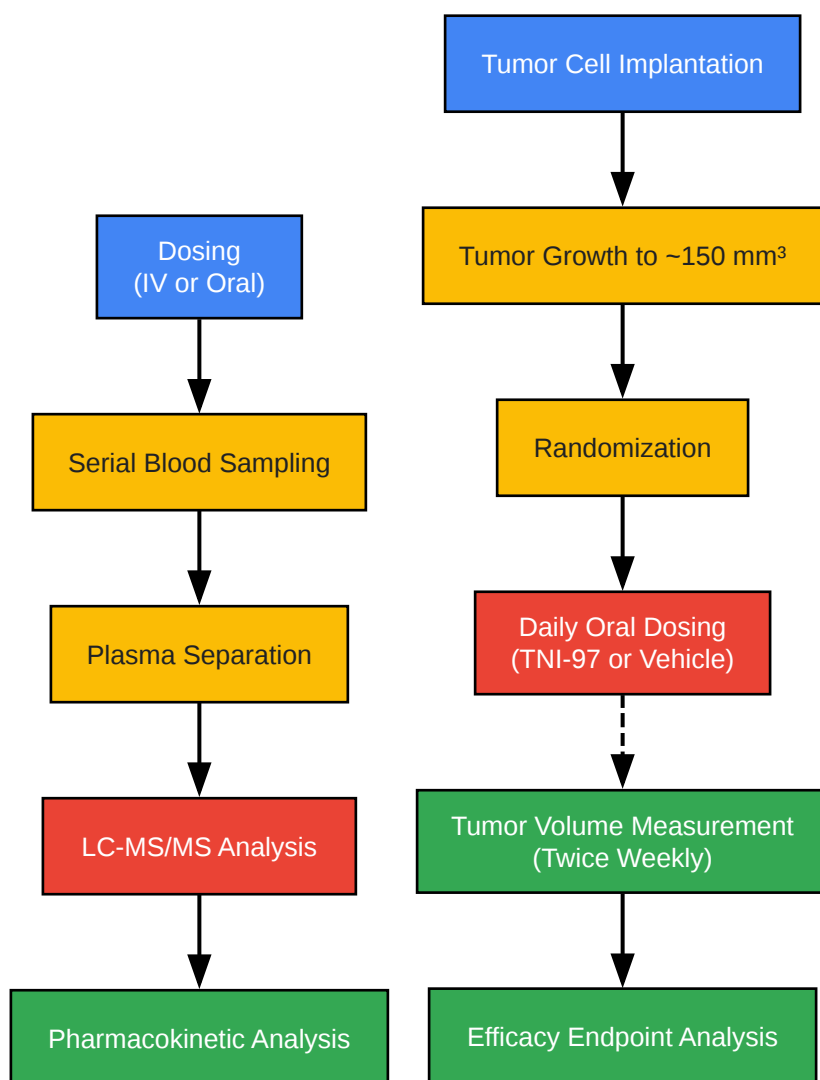 Dosing
(IV or Oral)
Serial Blood Sampling
Plasma Separation
LC-MS/MS Analysis
Pharmacokinetic Analysis
Tumor Cell Implantation
Tumor Growth to ~150 mm³
Randomization
Daily Oral Dosing
(TNI-97 or Vehicle)
Tumor Volume Measurement
(Twice Weekly)
Efficacy Endpoint Analysis